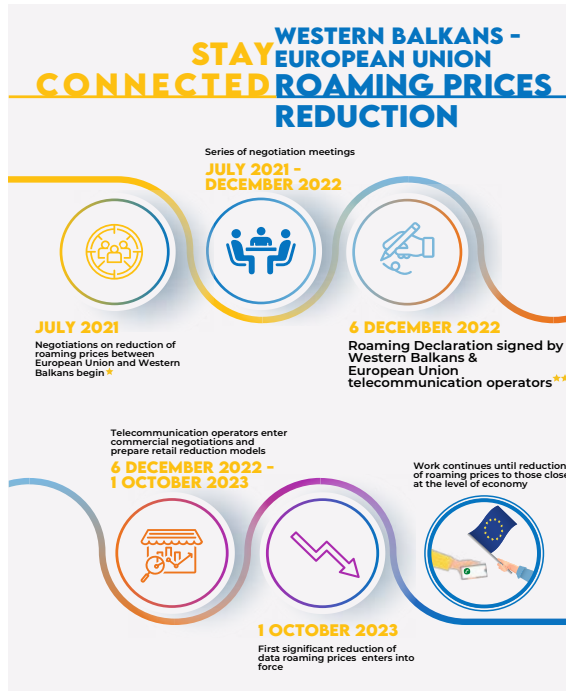 STAY
CONNECTED
WESTERN BALKANS -
EUROPEAN UNION
ROAMING PRICES
REDUCTION
Series of negotiation meetings
JULY 2021 -
DECEMBER 2022
JULY 2021
Negotiations on reduction of
roaming prices between
European Union and Western
Balkans begin
6 DECEMBER 2022
Roaming Declaration signed by
Western Balkans &
European Union
telecommunication operators
Telecommunication operators enter
commercial negotiations and
prepare retail reduction models
6 DECEMBER 2022 -
1 OCTOBER 2023
1 OCTOBER 2023
First significant reduction of
data roaming prices enters into
force
Work continues until reduction
of roaming prices to those close
at the level of economy